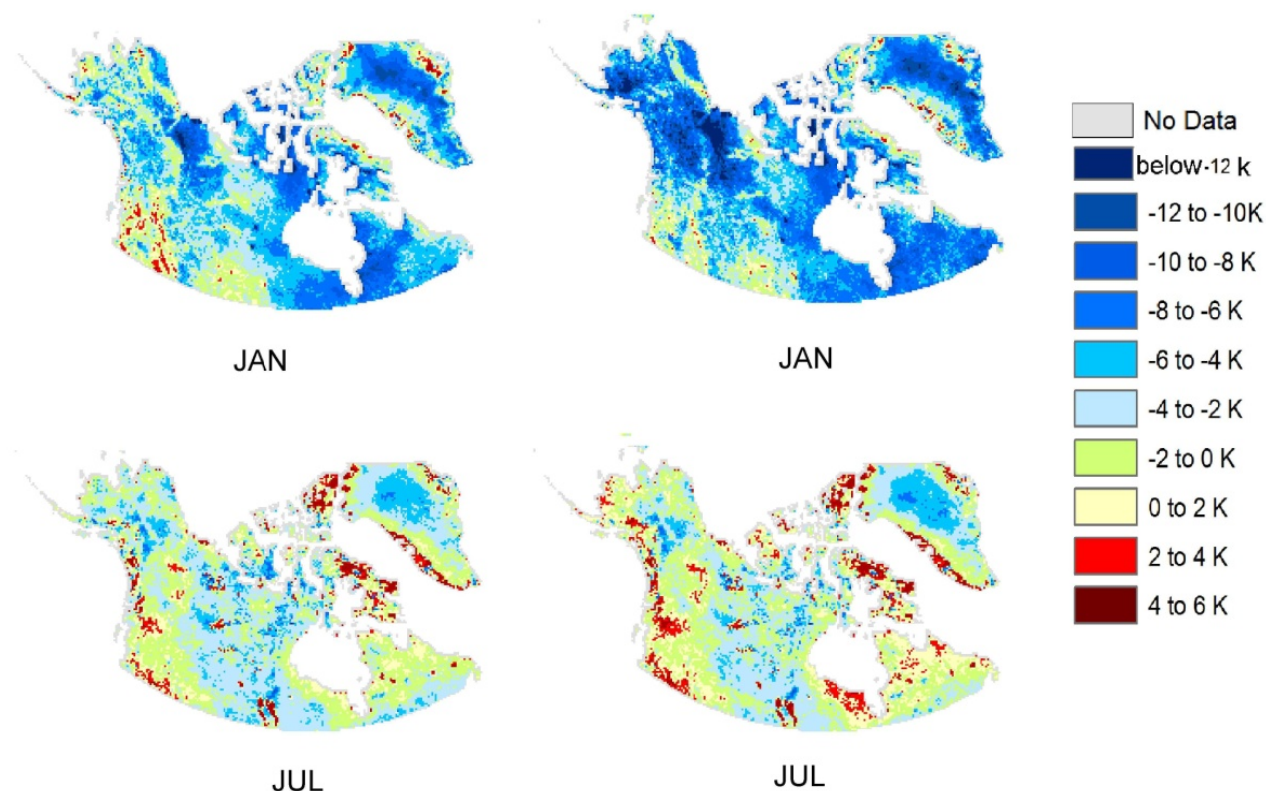 JAN
JAN
JUL
JUL
No Data
below-12 k
-12 to -10K
-10 to -8 K
-8 to -6 K
-6 to -4 K
-4 to -2 K
-2 to 0 K
0 to 2 K
2 to 4 K
4 to 6 K